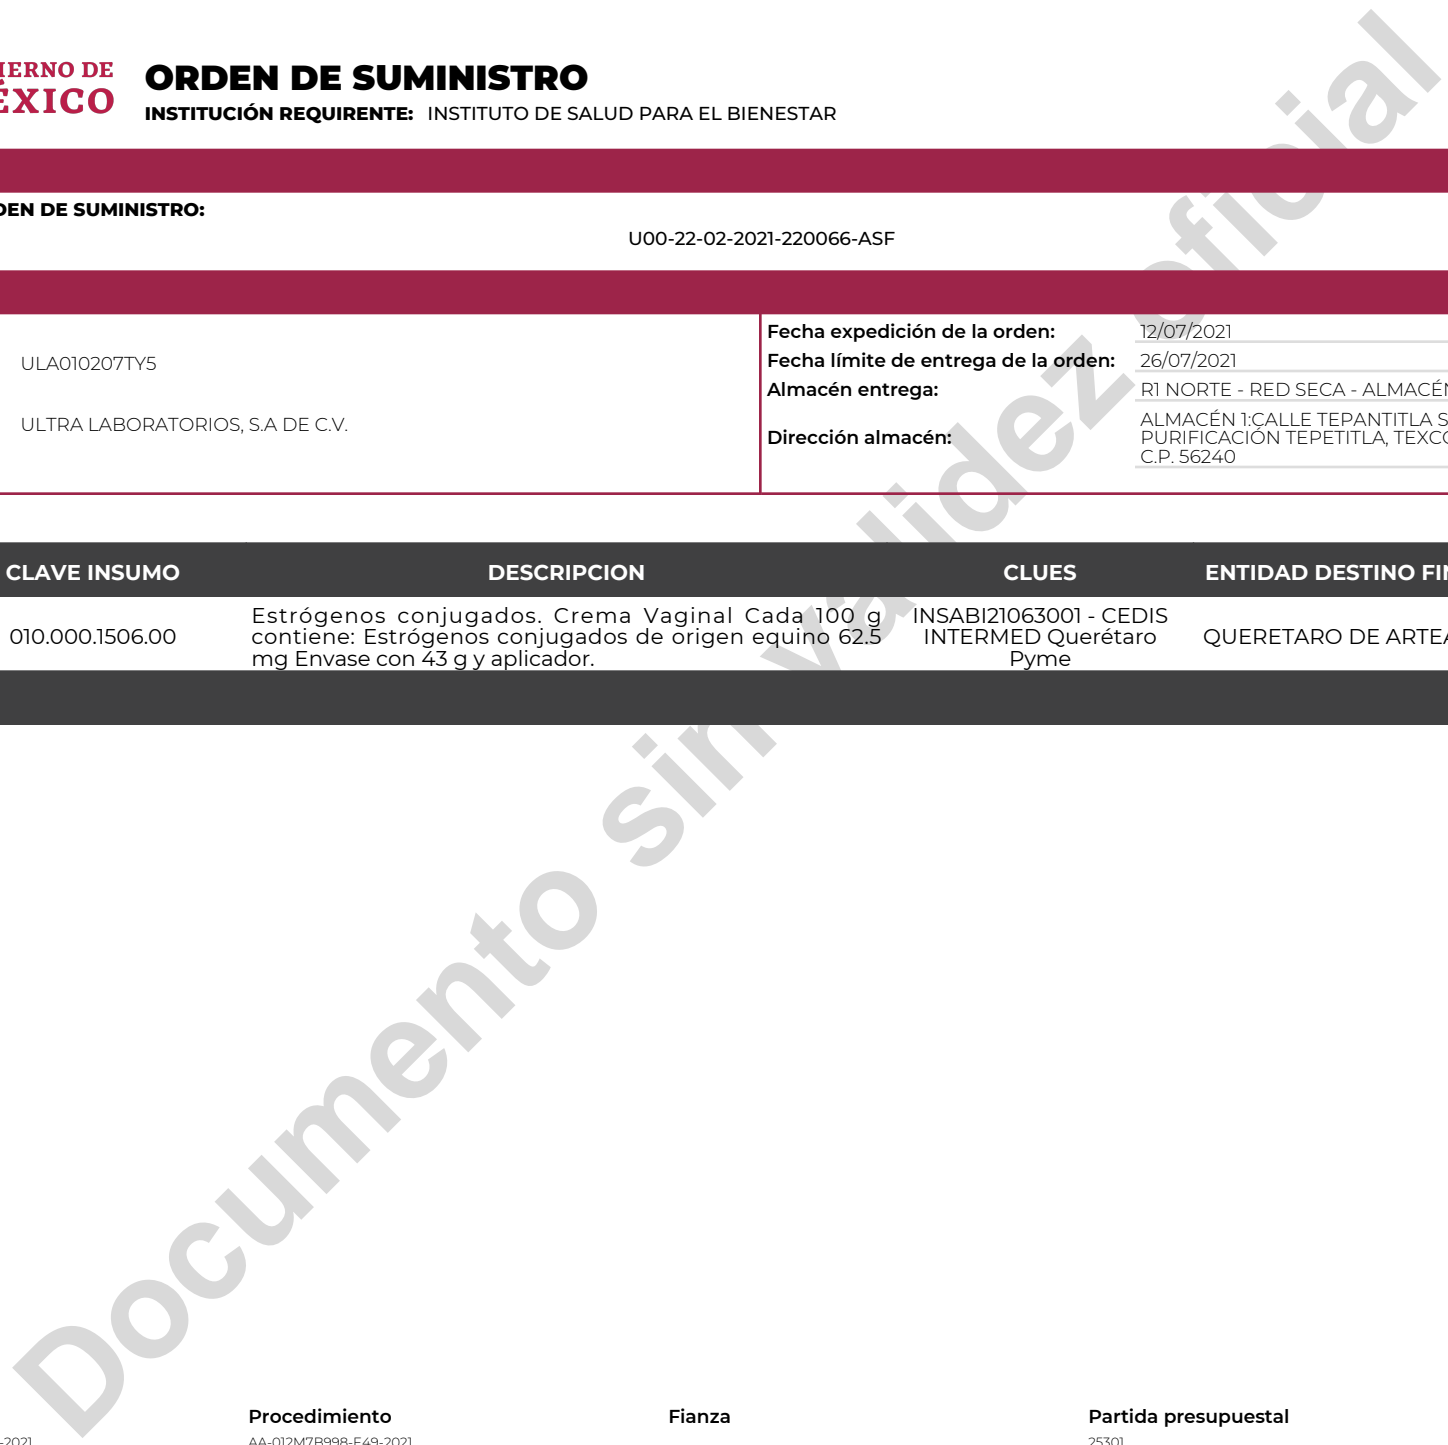 ORDEN DE SUMINISTRO
INSTITUCIÓN REQUIRENTE: INSTITUTO DE SALUD PARA EL BIENESTAR
IERNO DE
ÉXICO
DEN DE SUMINISTRO:
U00-22-02-2021-220066-ASF
ULA010207TY5
ULTRA LABORATORIOS, S.A DE C.V.
Fecha expedición de la orden: 12/07/2021
Fecha límite de entrega de la orden: 26/07/2021
Almacén entrega: R1 NORTE - RED SECA - ALMACÉN
Dirección almacén: ALMACÉN 1:CALLE TEPANTITLA S
PURIFICACIÓN TEPETITLA, TEXCO
C.P. 56240
CLAVE INSUMO DESCRIPCION CLUES ENTIDAD DESTINO FIN
010.000.1506.00
Estrógenos conjugados. Crema Vaginal Cada 100 g
contiene: Estrógenos conjugados de origen equino 62.5
mg Envase con 43 g y aplicador.
INSABI21063001 - CEDIS
INTERMED Querétaro
Pyme
QUERETARO DE ARTEA
Documento sin validez oficial
Procedimiento Fianza Partida presupuestal
-2021 AA-012M7B998-E49-2021 25301